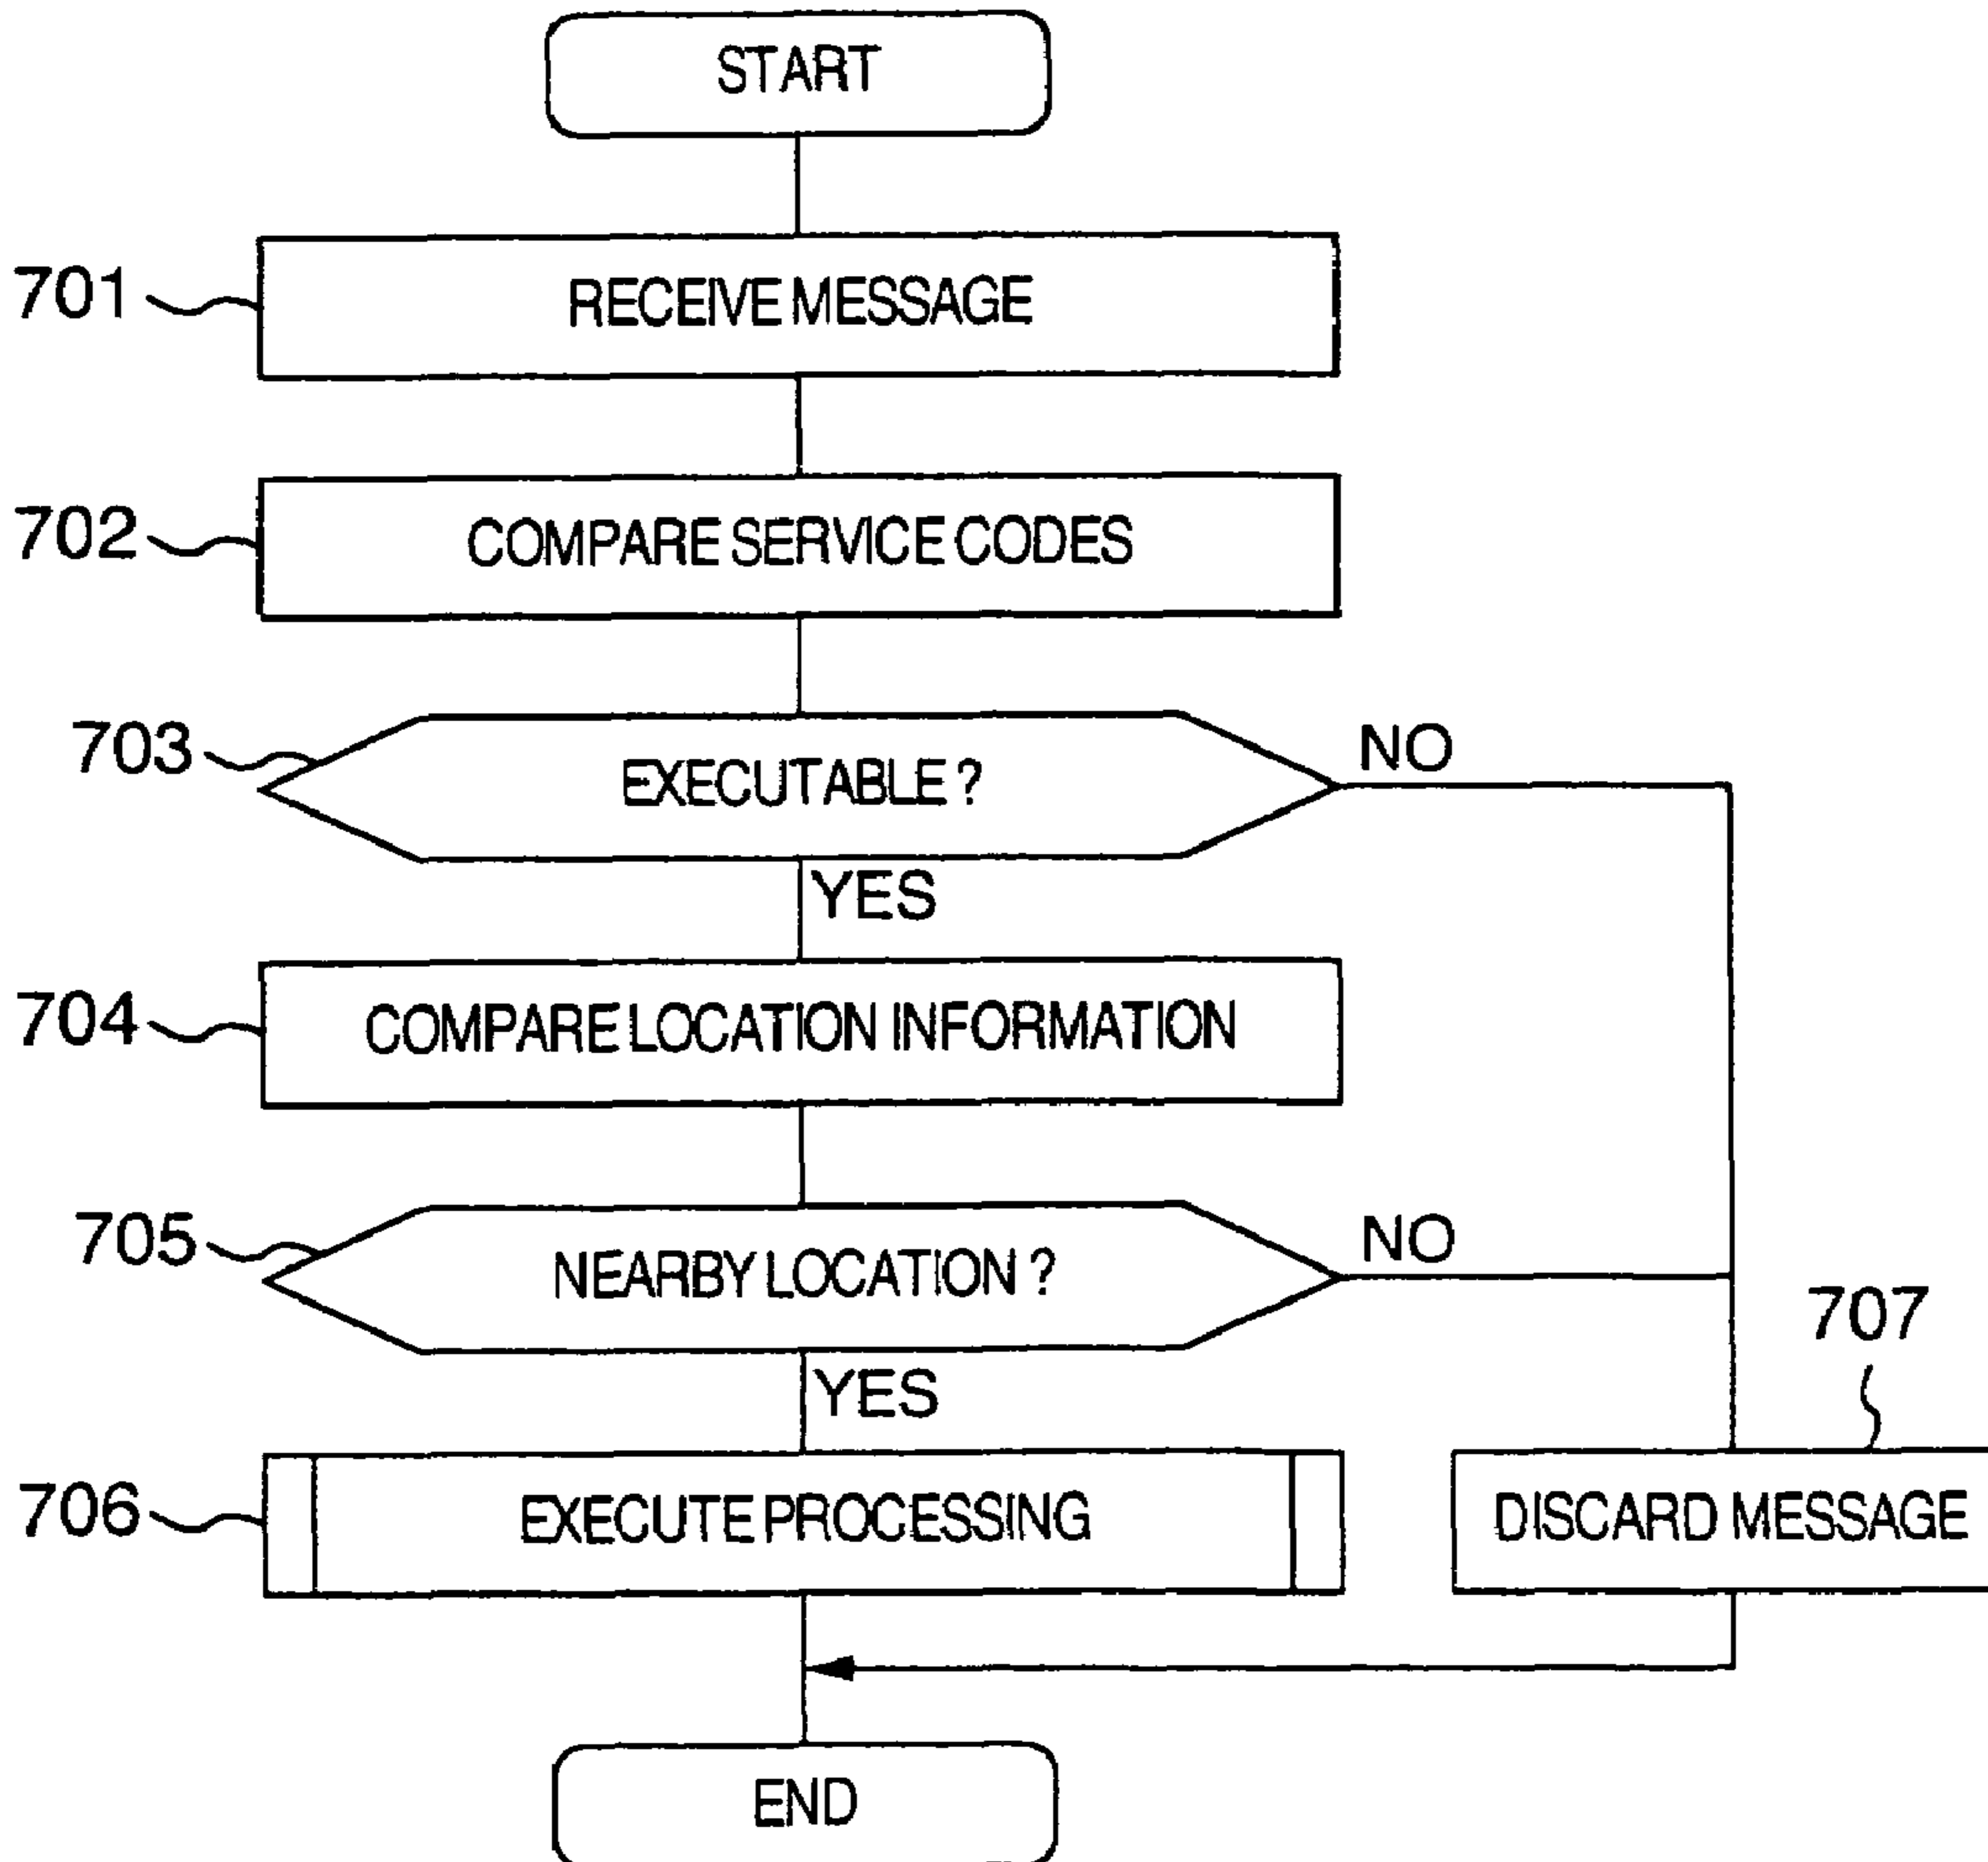 START
701
RECEIVE MESSAGE
702
COMPARE SERVICE CODES
703
EXECUTABLE ?
NO
YES
704
COMPARE LOCATION INFORMATION
705
NEARBY LOCATION ?
NO
707
YES
706
EXECUTE PROCESSING
DISCARD MESSAGE
END